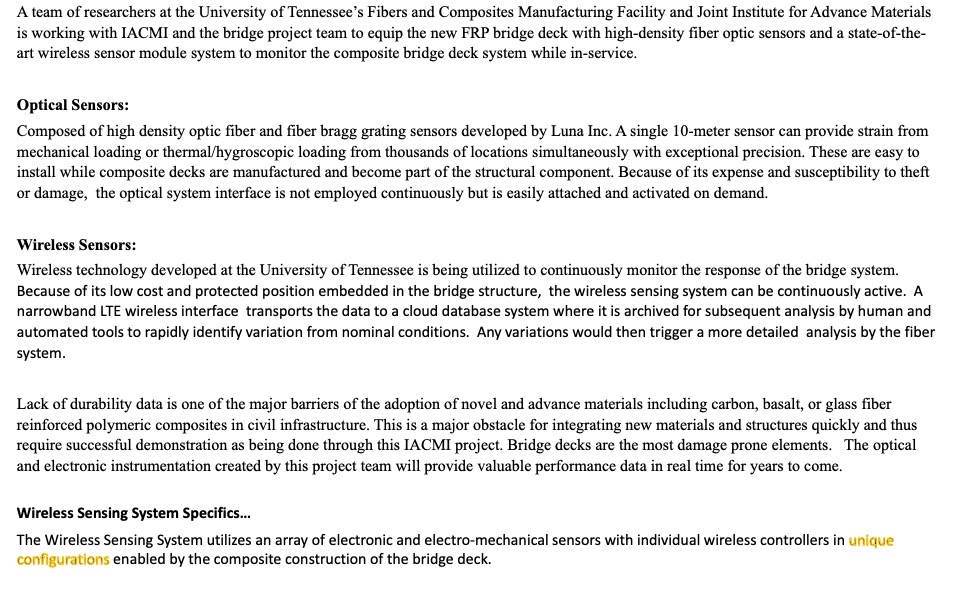 A team of researchers at the University of Tennessee's Fibers and Composites Manufacturing Facility and Joint Institute for Advance Materials
is working with IACMI and the bridge project team to equip the new FRP bridge deck with high-density fiber optic sensors and a state-of-the-
art wireless sensor module system to monitor the composite bridge deck system while in-service.
Optical Sensors:
Composed of high density optic fiber and fiber bragg grating sensors developed by Luna Inc. A single 10-meter sensor can provide strain from
mechanical loading or thermal/hygroscopic loading from thousands of locations simultaneously with exceptional precision. These are easy to
install while composite decks are manufactured and become part of the structural component. Because of its expense and susceptibility to theft
or damage,  the optical system interface is not employed continuously but is easily attached and activated on demand.
Wireless Sensors:
Wireless technology developed at the University of Tennessee is being utilized to continuously monitor the response of the bridge system.
Because of its low cost and protected position embedded in the bridge structure,  the wireless sensing system can be continuously active.  A
narrowband LTE wireless interface  transports the data to a cloud database system where it is archived for subsequent analysis by human and
automated tools to rapidly identify variation from nominal conditions.  Any variations would then trigger a more detailed  analysis by the fiber
system.
Lack of durability data is one of the major barriers of the adoption of novel and advance materials including carbon, basalt, or glass fiber
reinforced polymeric composites in civil infrastructure. This is a major obstacle for integrating new materials and structures quickly and thus
require successful demonstration as being done through this IACMI project. Bridge decks are the most damage prone elements.   The optical
and electronic instrumentation created by this project team will provide valuable performance data in real time for years to come.
Wireless Sensing System Specifics...
The Wireless Sensing System utilizes an array of electronic and electro-mechanical sensors with individual wireless controllers in unique
configurations enabled by the composite construction of the bridge deck.